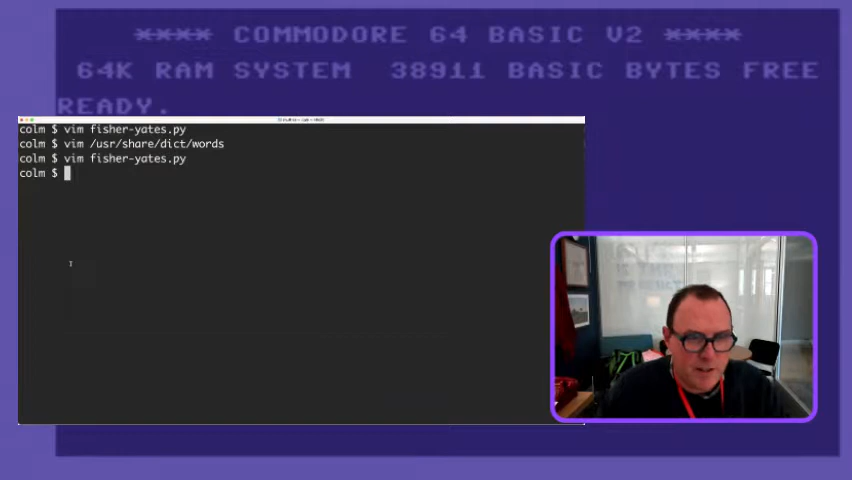 **** COMMODORE 64 BASIC V2 ****
64K RAM SYSTEM 38911 BASIC BYTES FREE
READY.
colm $ vim fisher-yates.py
colm $ vim /usr/share/dict/words
colm $ vim fisher-yates.py
colm $